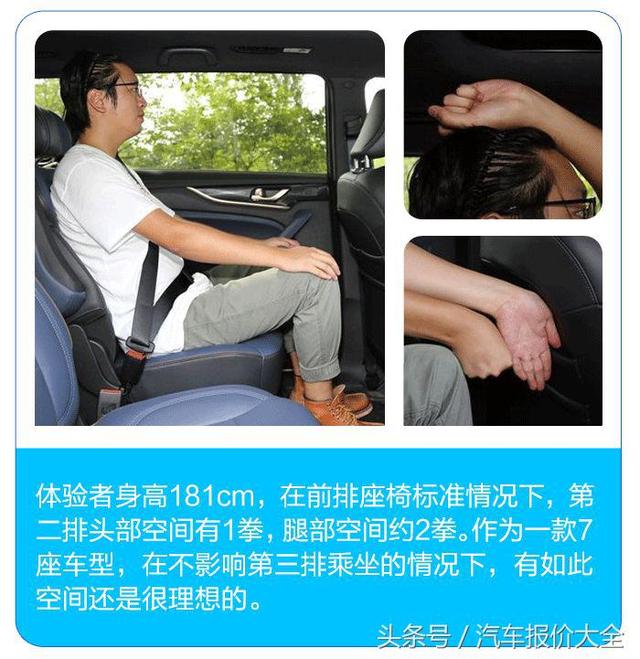 体验者身高181cm，在前排座椅标准情况下，第
二排头部空间有1拳，腿部空间约2拳。作为一款7
座车型，在不影响第三排乘坐的情况下，有如此
空间还是很理想的。
头条号 / 汽车报价大全